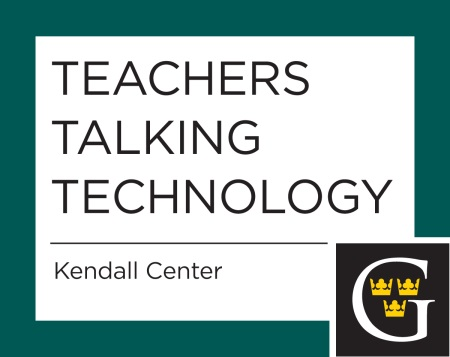 TEACHERS
TALKING
TECHNOLOGY
Kendall Center
G